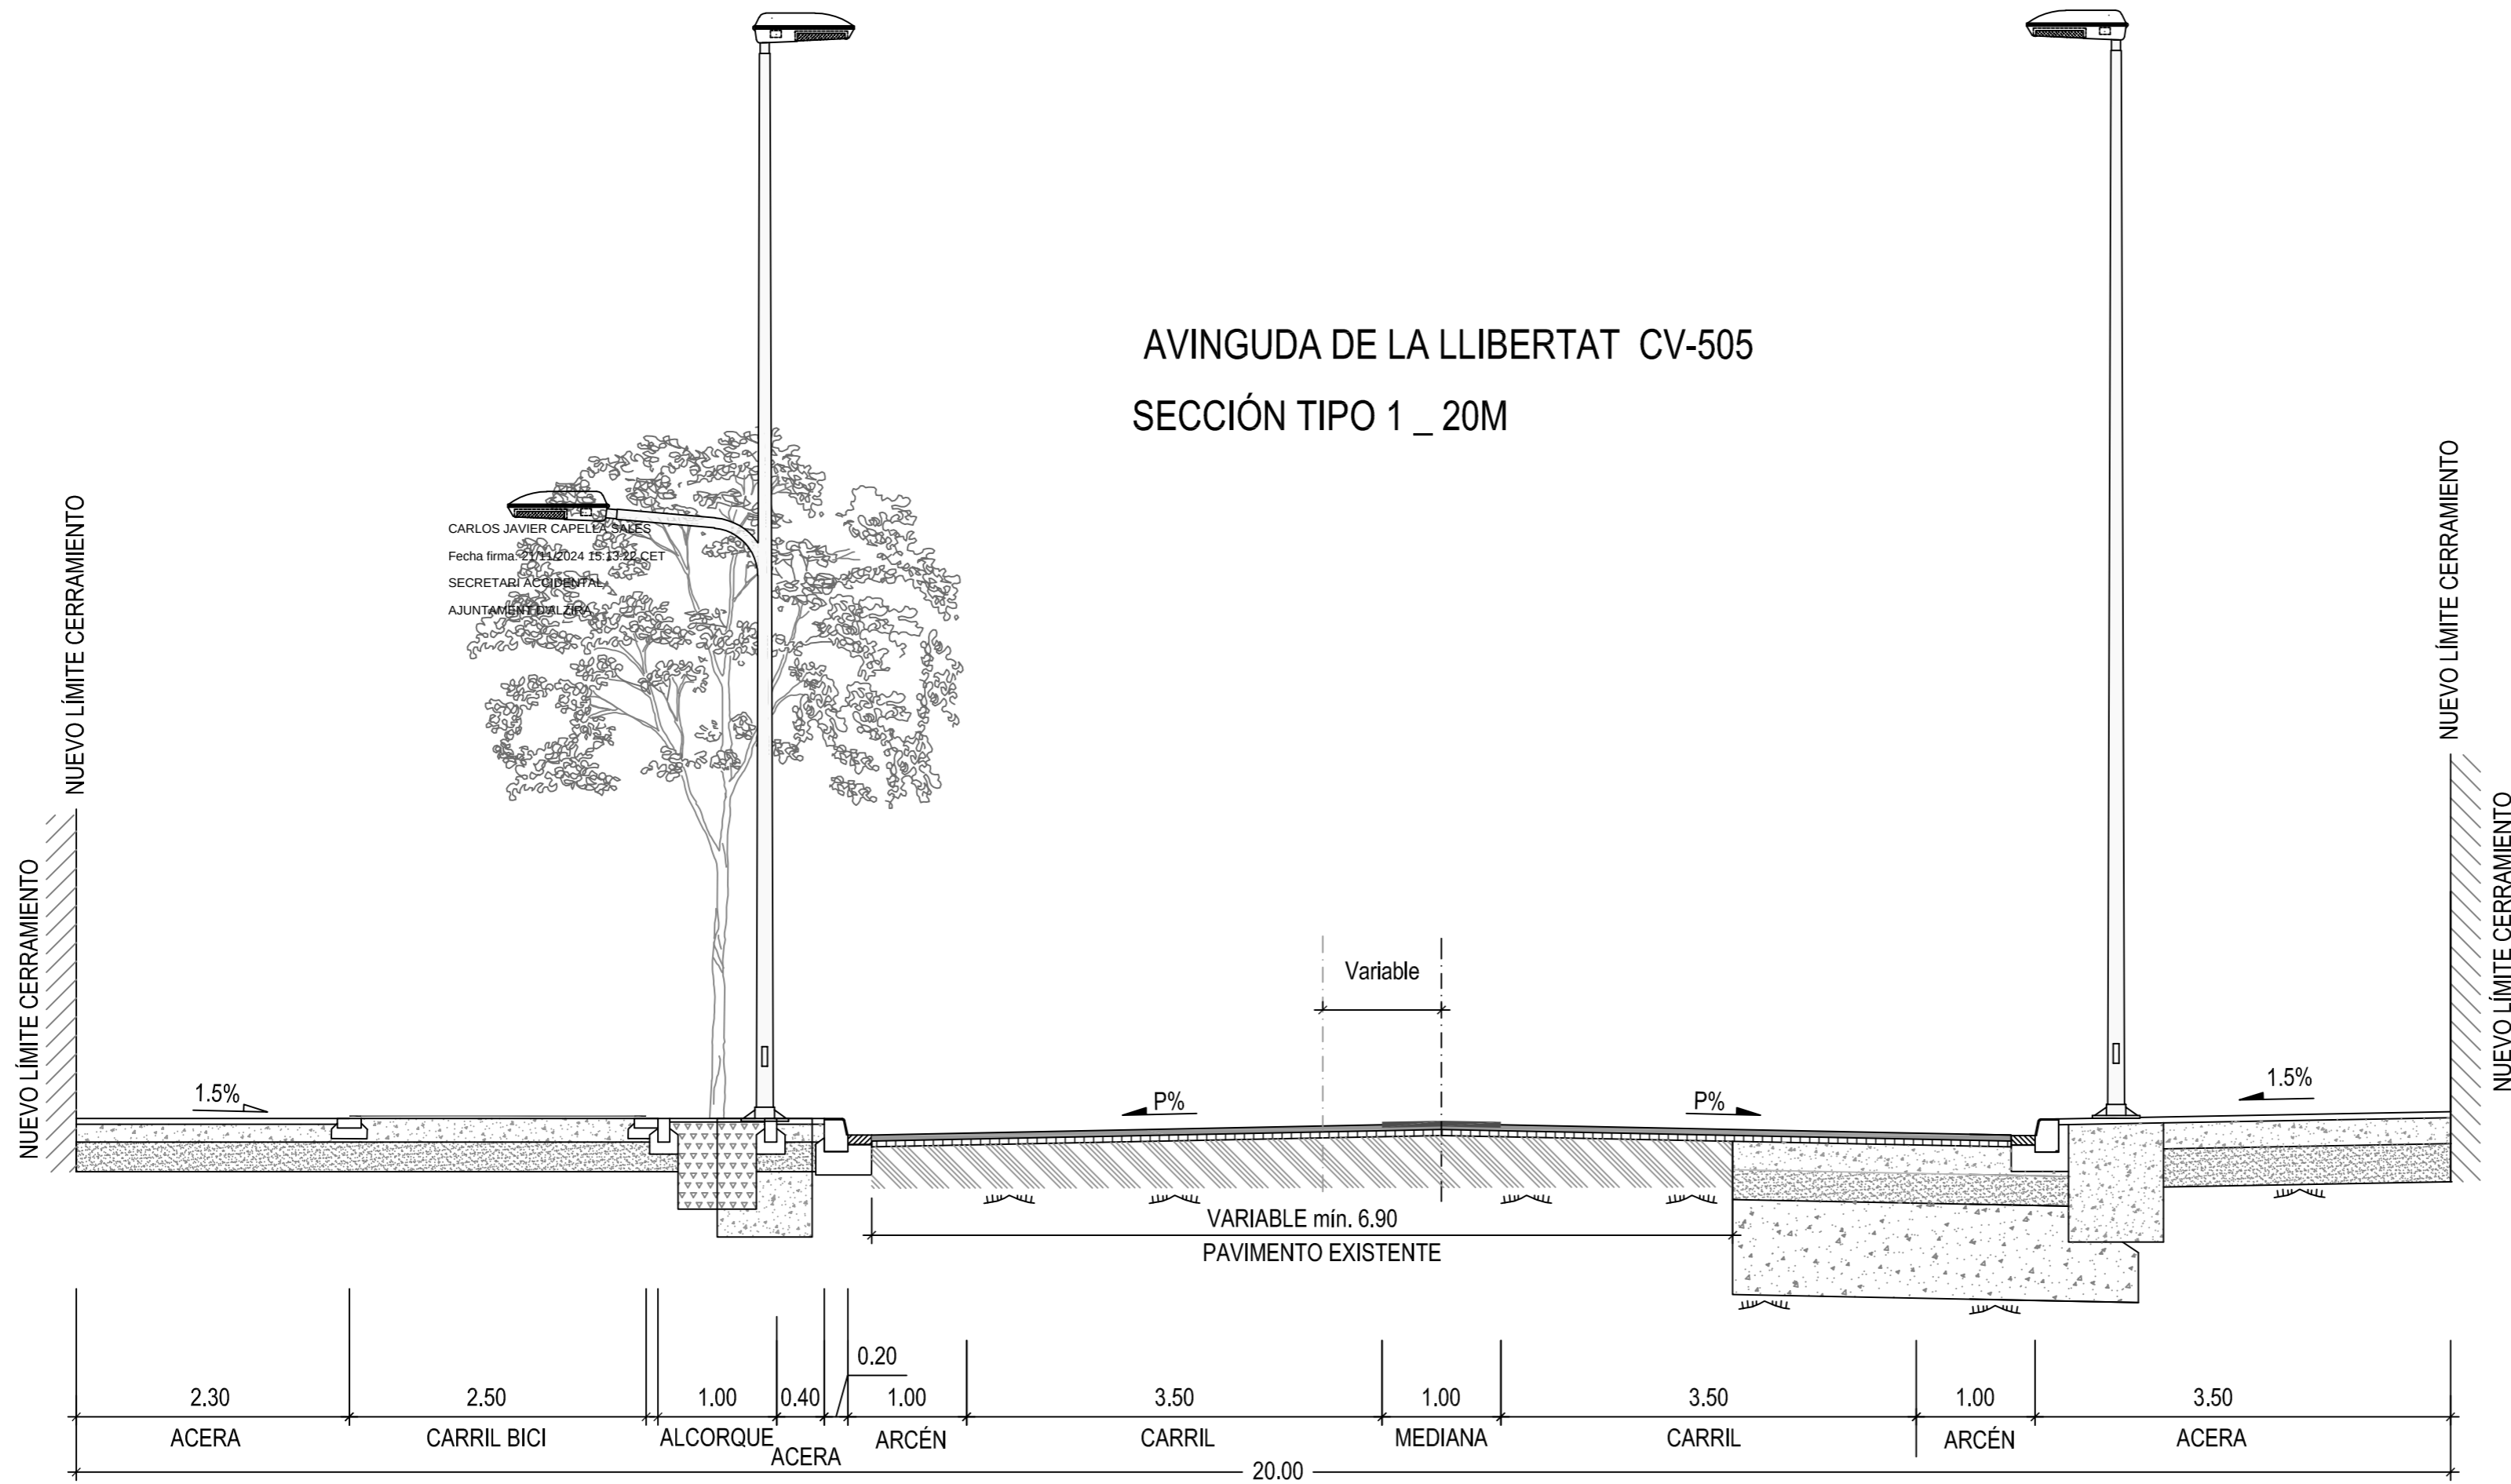 AVINGUDA DE LA LLIBERTAT CV-505
SECCIÓN TIPO 1 _ 20M
NUEVO LÍMITE CERRAMIENTO
NUEVO LÍMITE CERRAMIENTO
NUEVO LÍMITE CERRAMIENTO
NUEVO LÍMITE CERRAMIENTO
CARLOS JAVIER CAPELLA SALES
Fecha firma: 21/11/2024 15:13:22 CET
SECRETARI ACCIDENTAL
AJUNTAMENT D'ALZIRA
Variable
1.5%
P%
P%
1.5%
VARIABLE mín. 6.90
PAVIMENTO EXISTENTE
0.20
2.30 2.50 1.00 0.40 1.00 3.50 1.00 3.50 1.00 3.50
ACERA CARRIL BICI ALCORQUE ACERA ARCÉN CARRIL MEDIANA CARRIL ARCÉN ACERA
20.00